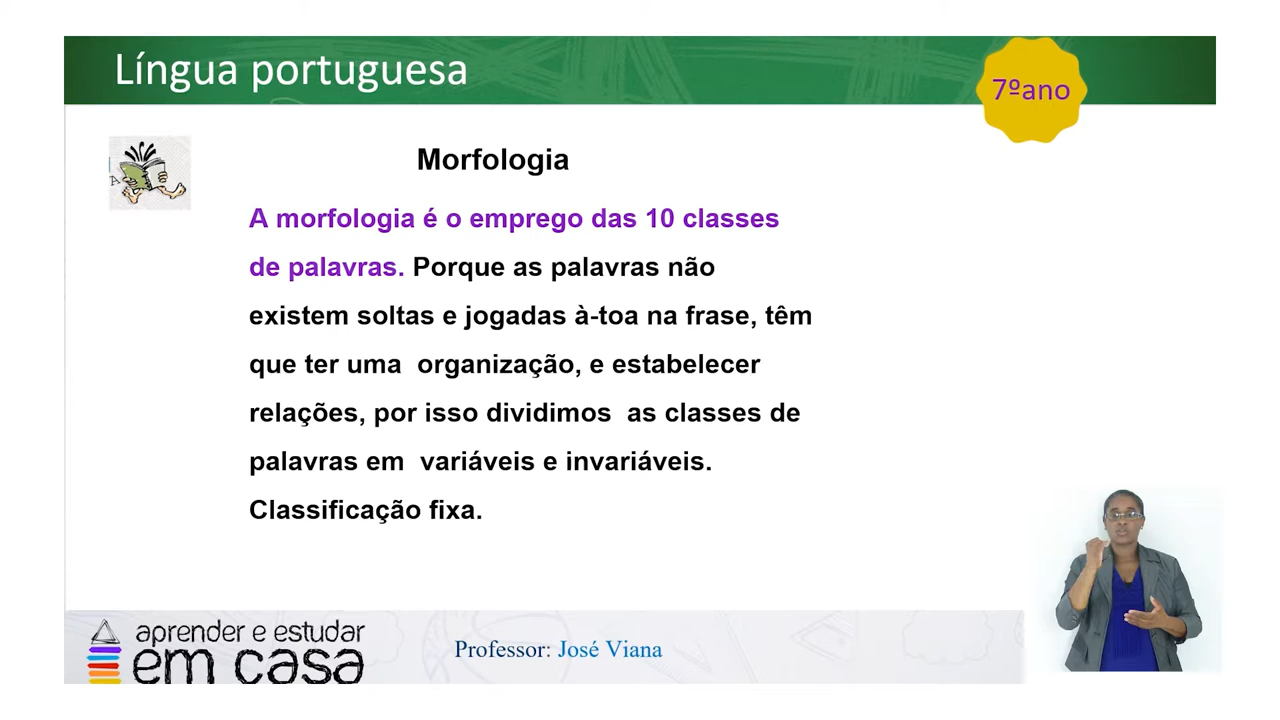 Língua portuguesa
7ºano
Morfologia
A morfologia é o emprego das 10 classes
de palavras. Porque as palavras não
existem soltas e jogadas à-toa na frase, têm
que ter uma organização, e estabelecer
relações, por isso dividimos as classes de
palavras em variáveis e invariáveis.
Classificação fixa.
aprender e estudar
em casa
Professor: José Viana